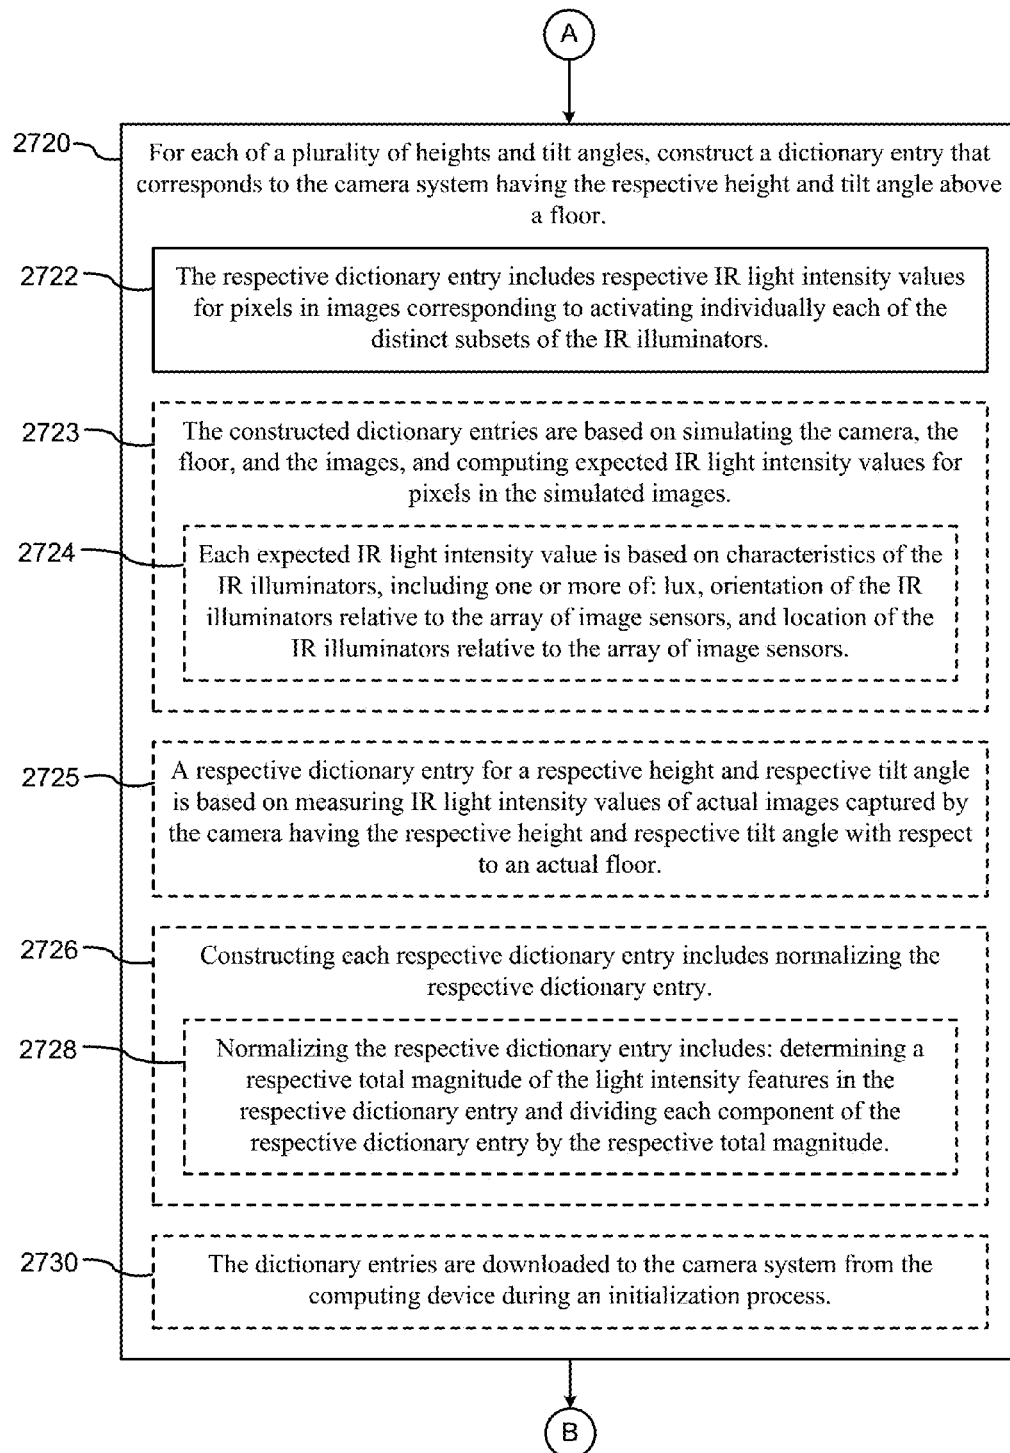 A
2720
For each of a plurality of heights and tilt angles, construct a dictionary entry that
corresponds to the camera system having the respective height and tilt angle above
a floor.
2722
The respective dictionary entry includes respective IR light intensity values
for pixels in images corresponding to activating individually each of the
distinct subsets of the IR illuminators.
2723
The constructed dictionary entries are based on simulating the camera, the
floor, and the images, and computing expected IR light intensity values for
pixels in the simulated images.
2724
Each expected IR light intensity value is based on characteristics of the
IR illuminators, including one or more of: lux, orientation of the IR
illuminators relative to the array of image sensors, and location of the
IR illuminators relative to the array of image sensors.
2725
A respective dictionary entry for a respective height and respective tilt angle
is based on measuring IR light intensity values of actual images captured by
the camera having the respective height and respective tilt angle with respect
to an actual floor.
2726
Constructing each respective dictionary entry includes normalizing the
respective dictionary entry.
2728
Normalizing the respective dictionary entry includes: determining a
respective total magnitude of the light intensity features in the
respective dictionary entry and dividing each component of the
respective dictionary entry by the respective total magnitude.
2730
The dictionary entries are downloaded to the camera system from the
computing device during an initialization process.
B